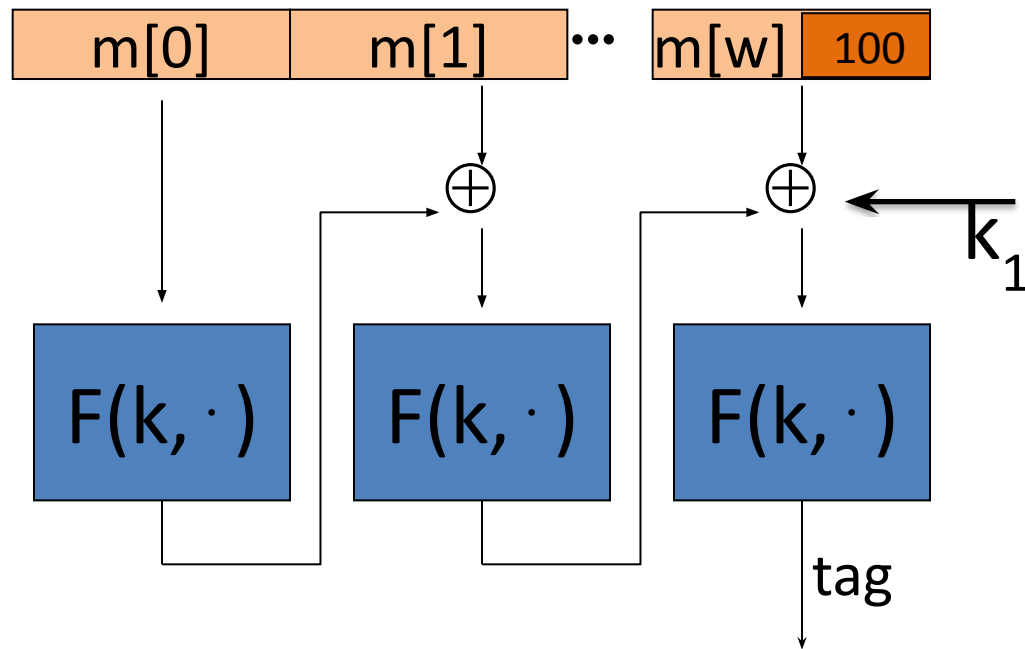 m[0] m[1] ••• m[w] 100
k₁
F(k, · ) F(k, · ) F(k, · )
tag